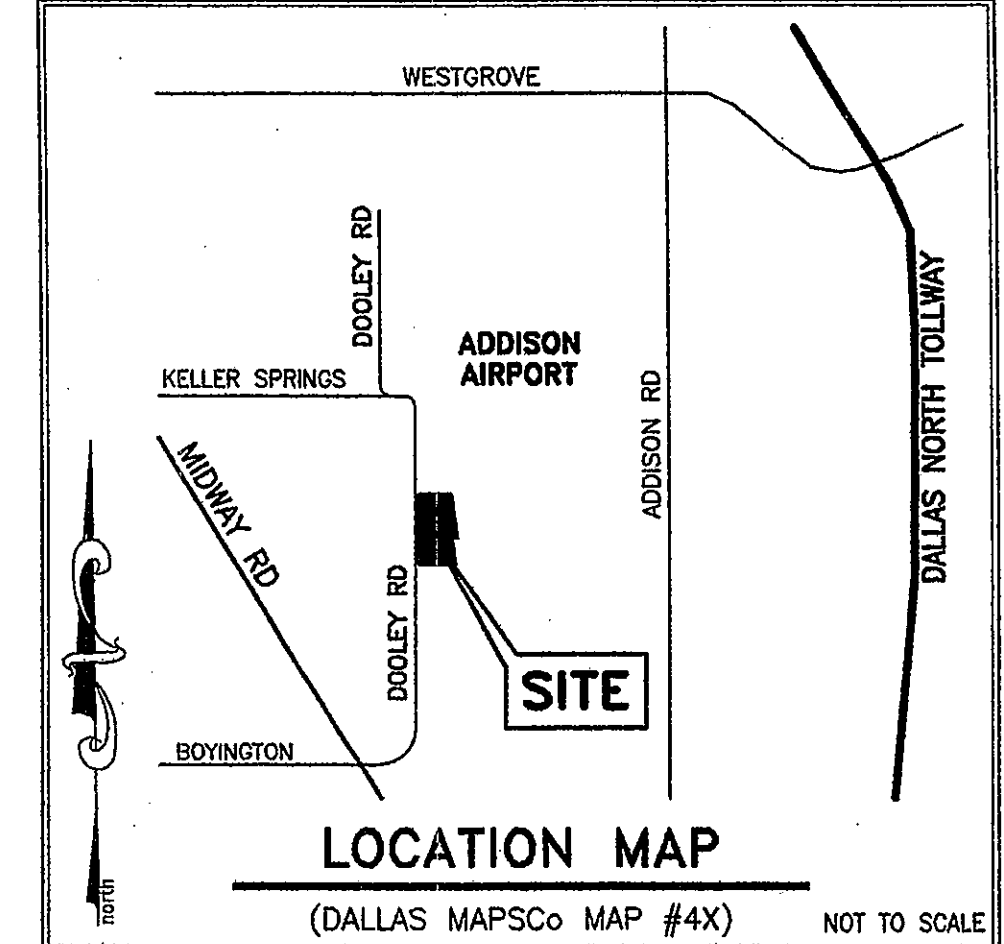 WESTGROVE
DOOLEY RD
ADDISON
AIRPORT
KELLER SPRINGS
ADDISON RD
DALLAS NORTH TOLLWAY
MIDWAY RD
DOOLEY RD
SITE
BOYINGTON
north
LOCATION MAP
(DALLAS MAPSCo MAP #4X)
NOT TO SCALE